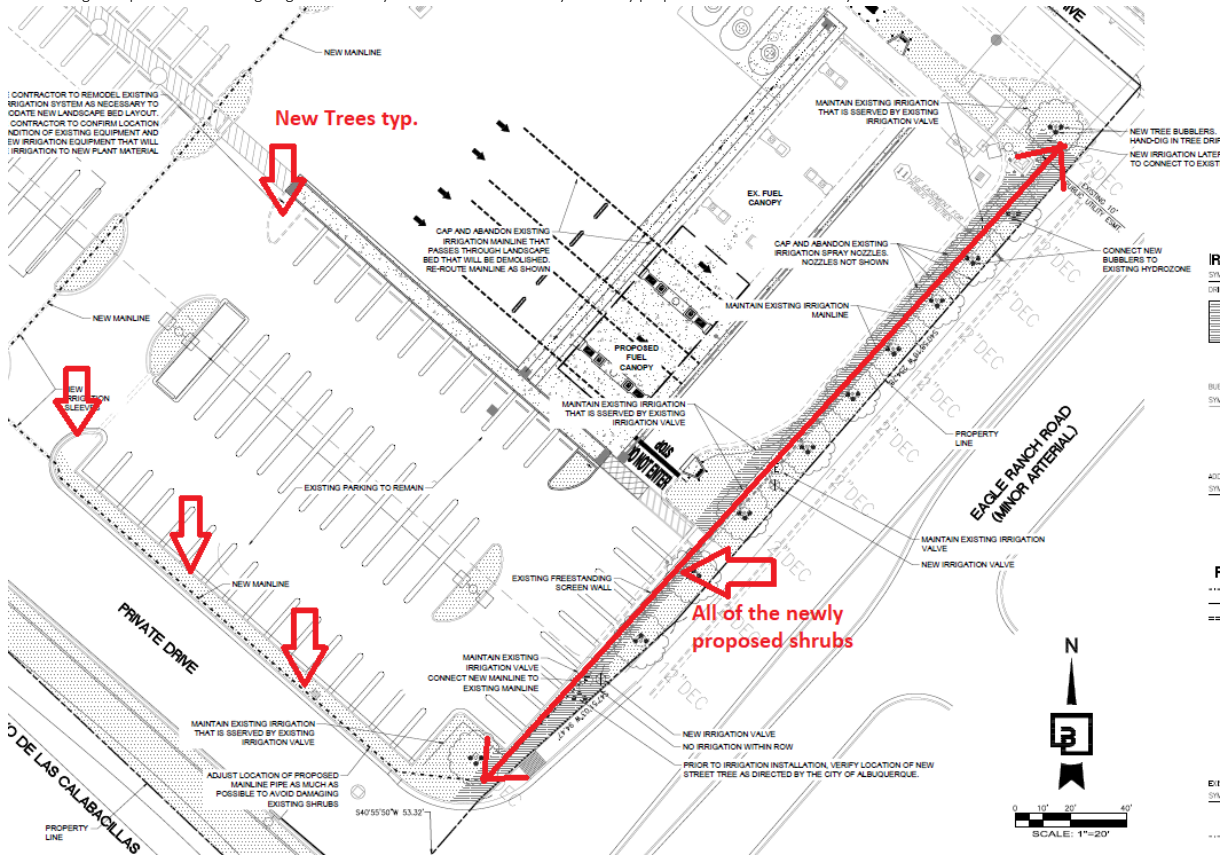 NEW MAINLINE
CONTRACTOR TO REMODEL EXISTING
RRIGATION SYSTEM AS NECESSARY TO
ODATE NEW LANDSCAPE BED LAYOUT.
CONTRACTOR TO CONFIRM LOCATION
NDITION OF EXISTING EQUIPMENT AND
EW IRRIGATION EQUIPMENT THAT WILL
IRRIGATION TO NEW PLANT MATERIAL
New Trees typ.
MAINTAIN EXISTING IRRIGATION
THAT IS SSERVED BY EXISTING
IRRIGATION VALVE
NEW TREE BUBBLERS.
HAND-DIG IN TREE DRIP
NEW IRRIGATION LATER
TO CONNECT TO EXIST
EX. FUEL
CANOPY
EXISTING 10'
CAP AND ABANDON EXISTING
IRRIGATION MAINLINE THAT
PASSES THROUGH LANDSCAPE
BED THAT WILL BE DEMOLISHED.
RE-ROUTE MAINLINE AS SHOWN
CAP AND ABANDON EXISTING
IRRIGATION SPRAY NOZZLES.
NOZZLES NOT SHOWN
CONNECT NEW
BUBBLERS TO
EXISTING HYDROZONE
MAINTAIN EXISTING IRRIGATION
MAINLINE
NEW MAINLINE
PROPOSED
FUEL
CANOPY
NEW
IRRIGATION
SLEEVES
MAINTAIN EXISTING IRRIGATION
THAT IS SSERVED BY EXISTING
IRRIGATION VALVE
STOP
DO NOT ENTER
PROPERTY
LINE
EAGLE RANCH ROAD
(MINOR ARTERIAL)
EXISTING PARKING TO REMAIN
MAINTAIN EXISTING IRRIGATION
VALVE
NEW IRRIGATION VALVE
NEW MAINLINE
EXISTING FREESTANDING
SCREEN WALL
All of the newly
proposed shrubs
PRIVATE DRIVE
MAINTAIN EXISTING
IRRIGATION VALVE
CONNECT NEW MAINLINE TO
EXISTING MAINLINE
2" DEC
N
MAINTAIN EXISTING IRRIGATION
THAT IS SSERVED BY EXISTING
IRRIGATION VALVE
NEW IRRIGATION VALVE
NO IRRIGATION WITHIN ROW
PRIOR TO IRRIGATION INSTALLATION, VERIFY LOCATION OF NEW
STREET TREE AS DIRECTED BY THE CITY OF ALBUQUERQUE.
O DE LAS CALABACILLAS
ADJUST LOCATION OF PROPOSED
MAINLINE PIPE AS MUCH AS
POSSIBLE TO AVOID DAMAGING
EXISTING SHRUBS
S40°55'50"W 53.32'
PROPERTY
LINE
0 10' 20' 40'
SCALE: 1"=20'